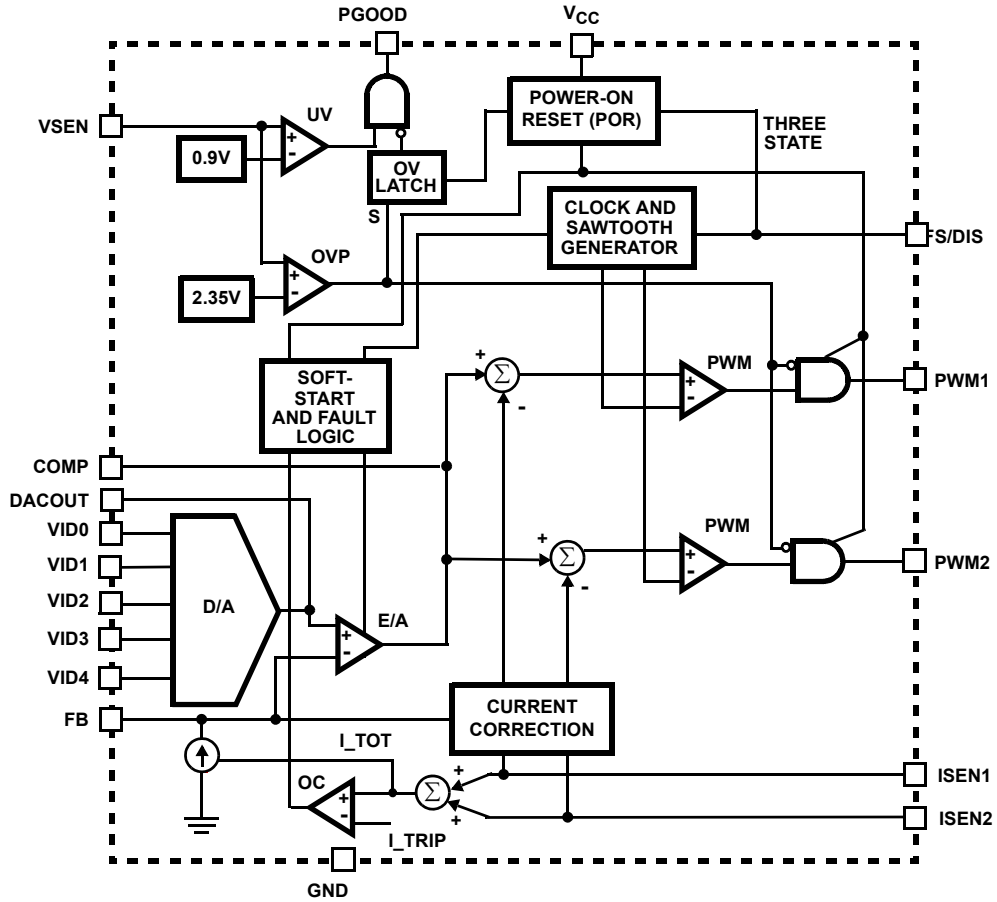 PGOOD
VCC
VSEN
UV
0.9V
OV
LATCH
POWER-ON
RESET (POR)
THREE
STATE
S
CLOCK AND
SAWTOOTH
GENERATOR
FS/DIS
OVP
2.35V
+
-
+
-
SOFT-
START
AND FAULT
LOGIC
+
Σ
-
PWM
+
-
PWM1
COMP
DACOUT
VID0
VID1
VID2
VID3
VID4
D/A
E/A
+
-
+
Σ
-
PWM
+
-
PWM2
FB
CURRENT
CORRECTION
I_TOT
OC
+
-
Σ
+
+
I_TRIP
ISEN1
ISEN2
GND